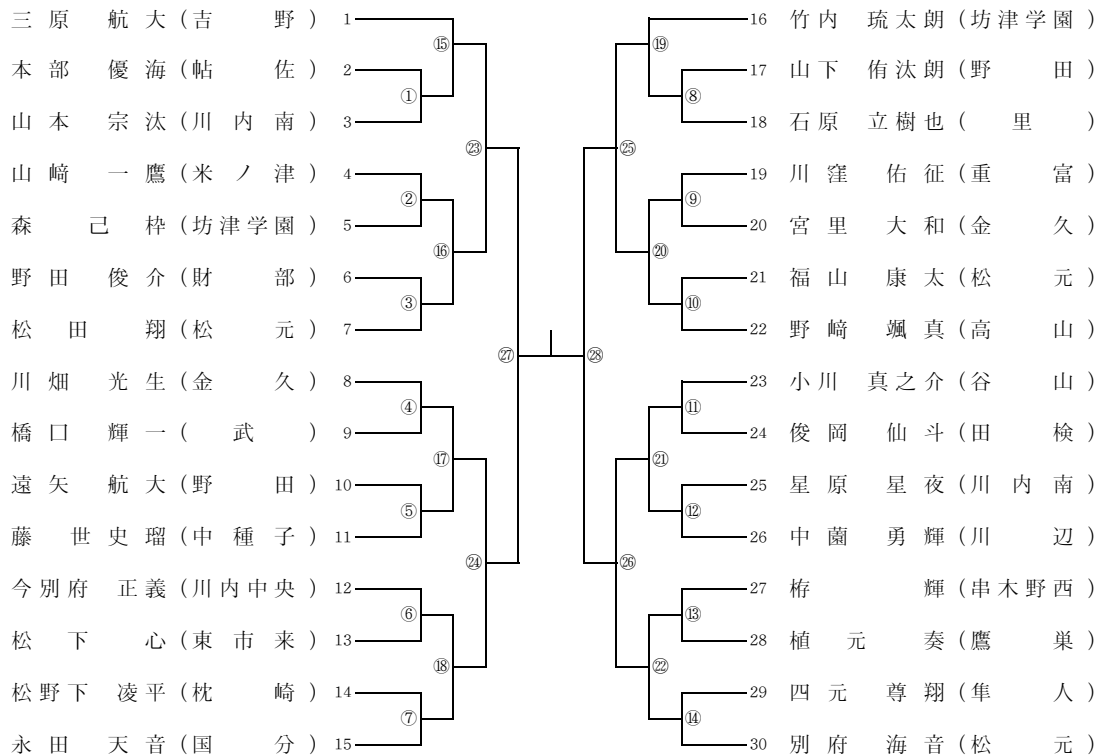 三原 航大(吉 野) 1
⑮
本部 優海(帖 佐) 2
①
山本 宗汰(川内南) 3
㉓
山﨑 一鷹(米ノ津) 4
②
森 己枠(坊津学園) 5
⑯
野田 俊介(財 部) 6
③
松田 翔(松 元) 7
㉗
川畑 光生(金 久) 8
④
橋口 輝一( 武 ) 9
⑰
遠矢 航大(野 田) 10
⑤
藤 世史瑠(中種子) 11
㉔
今別府 正義(川内中央) 12
⑥
松下 心(東市来) 13
⑱
松野下 凌平(枕 崎) 14
⑦
永田 天音(国 分) 15
16 竹内 琉太朗(坊津学園)
⑲
17 山下 侑汰朗(野 田)
⑧
18 石原 立樹也( 里 )
㉕
19 川窪 佑征(重 富)
⑨
20 宮里 大和(金 久)
⑳
21 福山 康太(松 元)
⑩
22 野﨑 颯真(高 山)
㉘
23 小川 真之介(谷 山)
⑪
24 俊岡 仙斗(田 検)
㉑
25 星原 星夜(川内南)
⑫
26 中薗 勇輝(川 辺)
㉖
27 栫 輝(串木野西)
⑬
28 植元 奏(鷹 巣)
㉒
29 四元 尊翔(隼 人)
⑭
30 別府 海音(松 元)